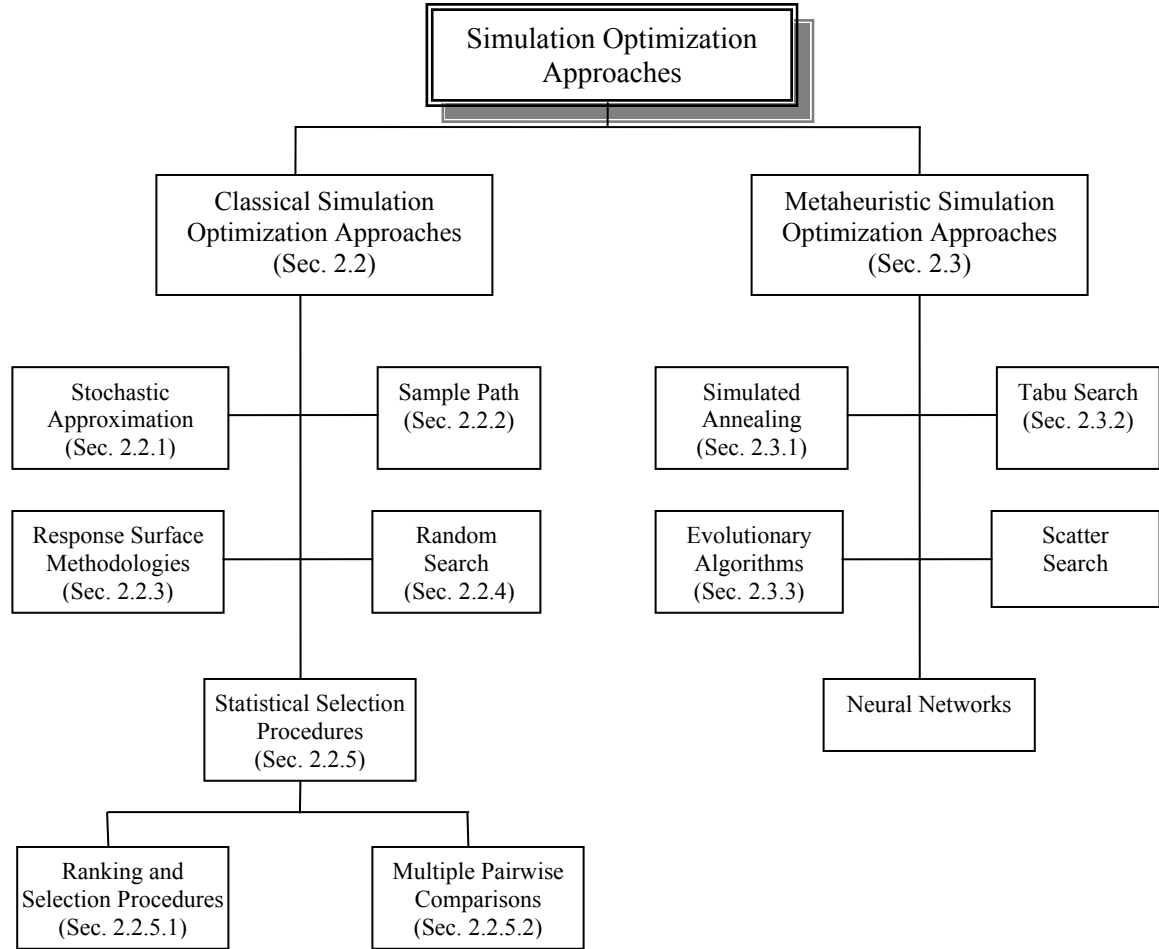 Simulation Optimization
Approaches
Classical Simulation
Optimization Approaches
(Sec. 2.2)
Metaheuristic Simulation
Optimization Approaches
(Sec. 2.3)
Stochastic
Approximation
(Sec. 2.2.1)
Sample Path
(Sec. 2.2.2)
Simulated
Annealing
(Sec. 2.3.1)
Tabu Search
(Sec. 2.3.2)
Response Surface
Methodologies
(Sec. 2.2.3)
Random
Search
(Sec. 2.2.4)
Evolutionary
Algorithms
(Sec. 2.3.3)
Scatter
Search
Statistical Selection
Procedures
(Sec. 2.2.5)
Neural Networks
Ranking and
Selection Procedures
(Sec. 2.2.5.1)
Multiple Pairwise
Comparisons
(Sec. 2.2.5.2)